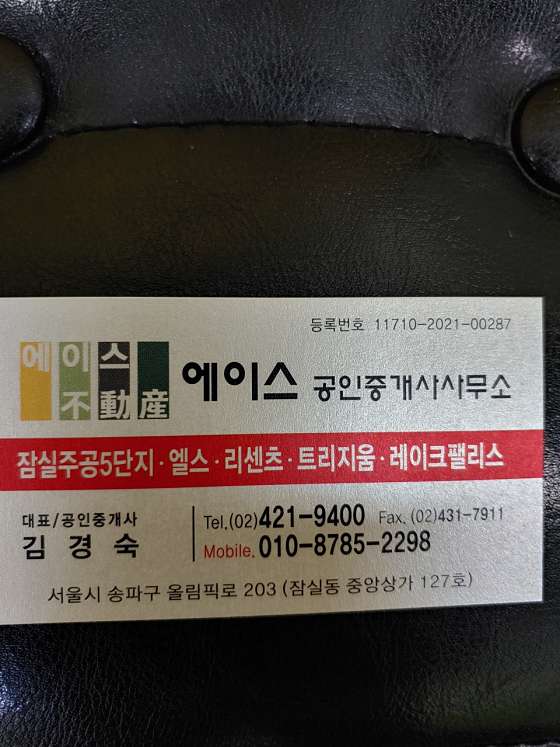 등록번호 11710-2021-00287
에이스
不動産
에이스 공인중개사사무소
잠실주공5단지·엘스·리센츠·트리지움·레이크팰리스
대표/공인중개사
김 경 숙
Tel.(02)421-9400 Fax. (02)431-7911
Mobile. 010-8785-2298
서울시 송파구 올림픽로 203 (잠실동 중앙상가 127호)